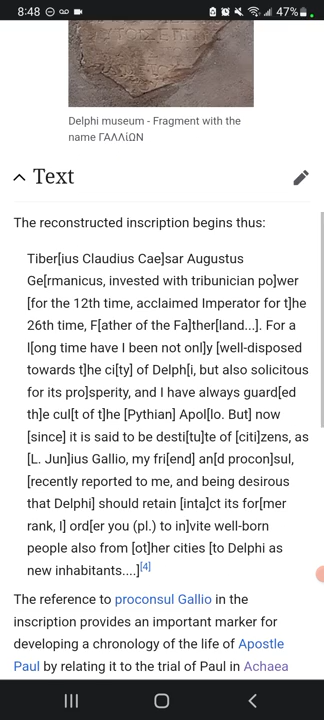 8:48
47%
Delphi museum - Fragment with the
name ΓΑΛΛίΩΝ
Text
The reconstructed inscription begins thus:
Tiber[ius Claudius Cae]sar Augustus
Ge[rmanicus, invested with tribunician po]wer
[for the 12th time, acclaimed Imperator for t]he
26th time, F[ather of the Fa]ther[land...]. For a
l[ong time have I been not onl]y [well-disposed
towards t]he ci[ty] of Delph[i, but also solicitous
for its pro]sperity, and I have always guard[ed
th]e cul[t of t]he [Pythian] Apol[lo. But] now
[since] it is said to be desti[tu]te of [citi]zens, as
[L. Jun]ius Gallio, my fri[end] an[d procon]sul,
[recently reported to me, and being desirous
that Delphi] should retain [inta]ct its for[mer
rank, I] ord[er you (pl.) to in]vite well-born
people also from [ot]her cities [to Delphi as
new inhabitants....][4]
The reference to proconsul Gallio in the
inscription provides an important marker for
developing a chronology of the life of Apostle
Paul by relating it to the trial of Paul in Achaea